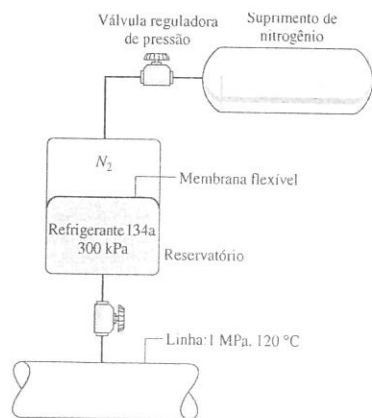 Válvula reguladora
de pressão
Suprimento de
nitrogênio
N2
Membrana flexível
Refrigerante 134a
300 kPa
Reservatório
Linha: 1 MPa, 120 °C